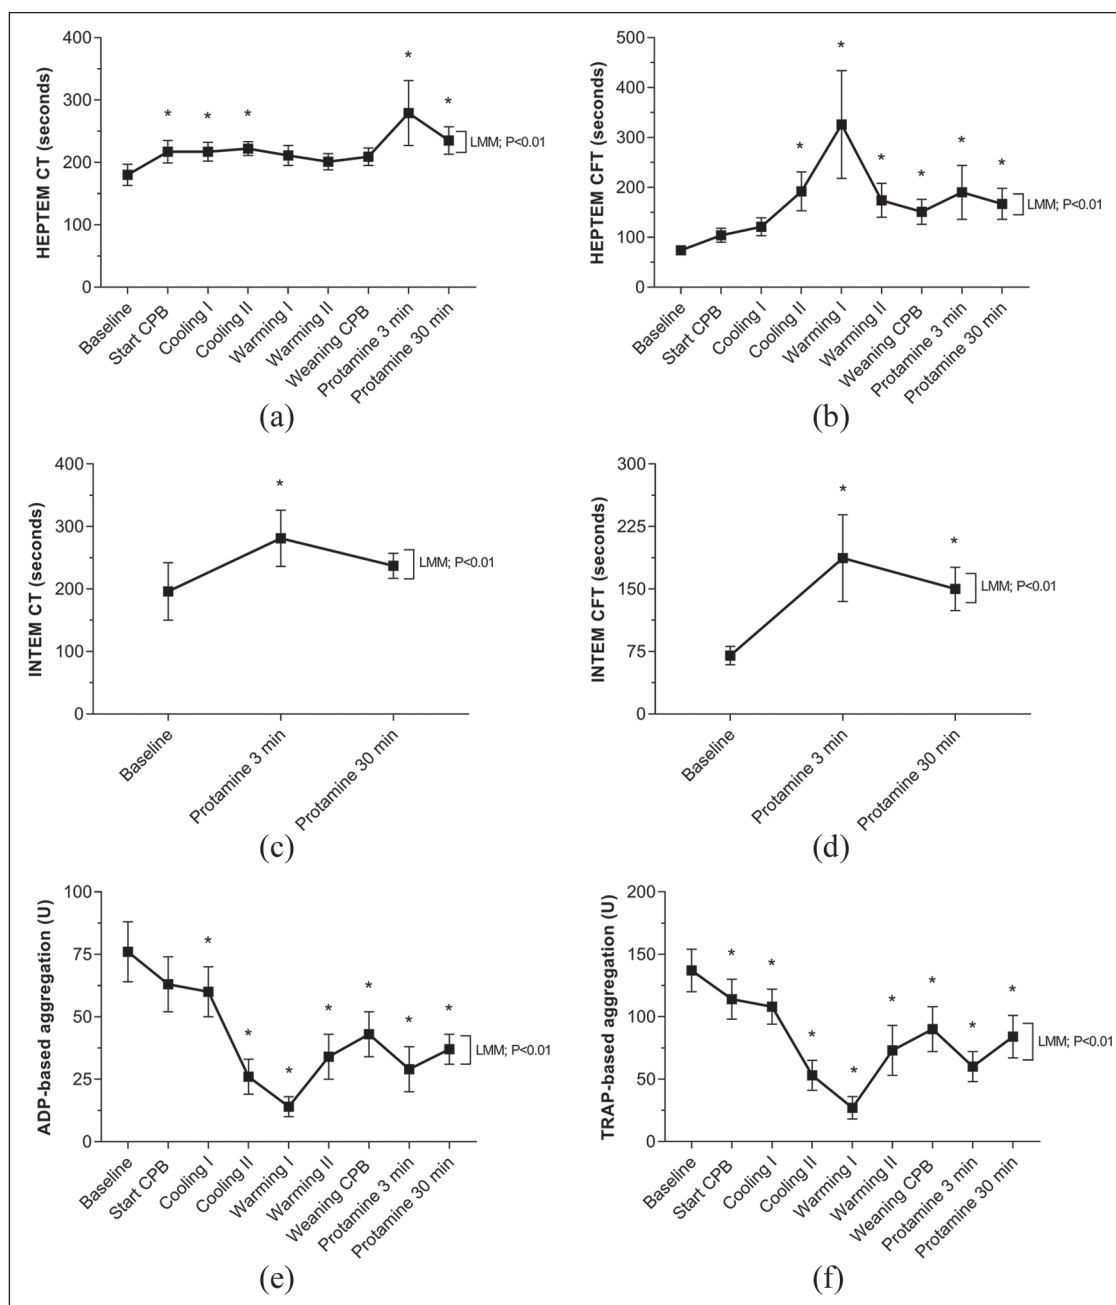 HEPTEM CT (seconds)
400
300
200
100
0
*
*
*
*
*
LMM; P<0.01
Baseline
Start CPB
Cooling I
Cooling II
Warming I
Warming II
Weaning CPB
Protamine 3 min
Protamine 30 min
(a)
HEPTEM CFT (seconds)
500
400
300
200
100
0
*
*
*
*
*
*
LMM; P<0.01
Baseline
Start CPB
Cooling I
Cooling II
Warming I
Warming II
Weaning CPB
Protamine 3 min
Protamine 30 min
(b)
INTEM CT (seconds)
400
300
200
100
0
*
LMM; P<0.01
Baseline
Protamine 3 min
Protamine 30 min
(c)
INTEM CFT (seconds)
300
225
150
75
0
*
*
LMM; P<0.01
Baseline
Protamine 3 min
Protamine 30 min
(d)
ADP-based aggregation (U)
100
75
50
25
0
*
*
*
*
*
*
*
LMM; P<0.01
Baseline
Start CPB
Cooling I
Cooling II
Warming I
Warming II
Weaning CPB
Protamine 3 min
Protamine 30 min
(e)
TRAP-based aggregation (U)
200
150
100
50
0
*
*
*
*
*
*
*
*
LMM; P<0.01
Baseline
Start CPB
Cooling I
Cooling II
Warming I
Warming II
Weaning CPB
Protamine 3 min
Protamine 30 min
(f)